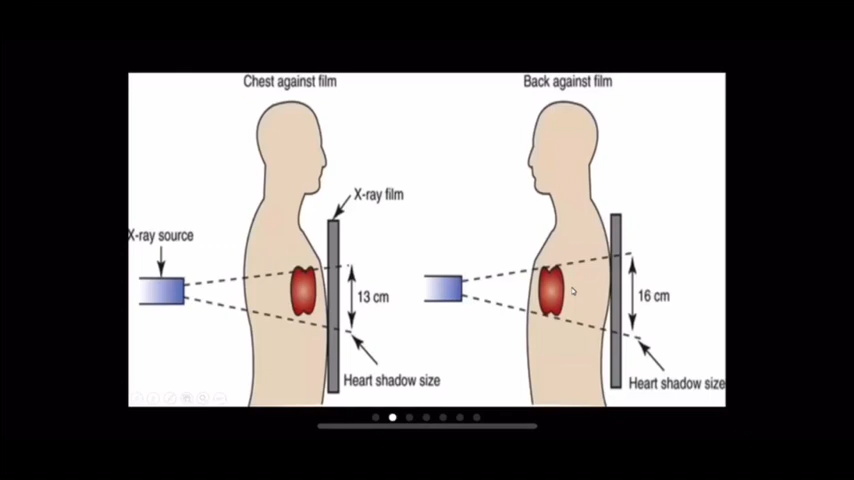 Chest against film
Back against film
X-ray film
X-ray source
13 cm
16 cm
Heart shadow size
Heart shadow size